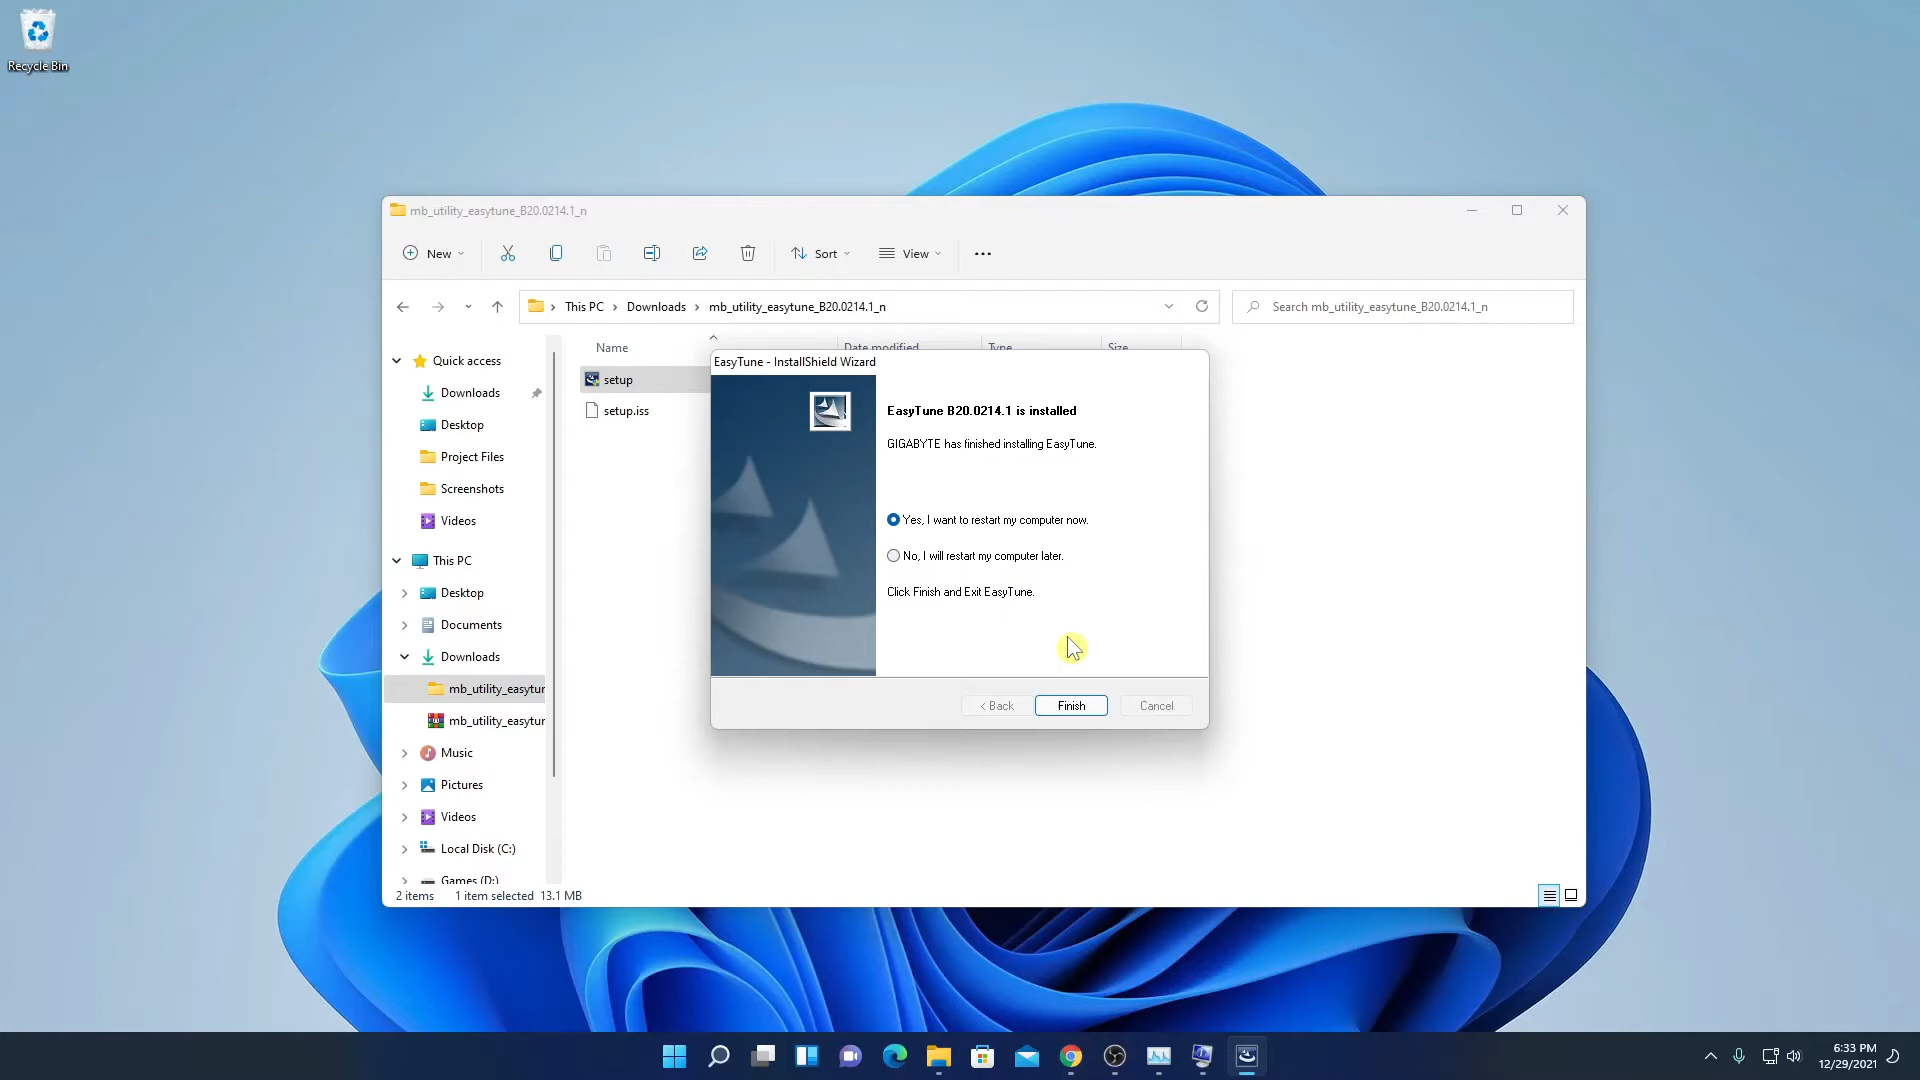 Recycle Bin
mb_utility_easytune_B20.0214.1_n
New
Sort
View
This PC
Downloads
mb_utility_easytune_B20.0214.1_n
Search mb_utility_easytune_B20.0214.1_n
Name
Date modified
Type
Size
Quick access
Downloads
Desktop
Project Files
Screenshots
Videos
This PC
Desktop
Documents
Downloads
mb_utility_easytun
mb_utility_easytun
Music
Pictures
Videos
Local Disk (C:)
Games (D:)
setup
setup.iss
EasyTune - InstallShield Wizard
EasyTune B20.0214.1 is installed
GIGABYTE has finished installing EasyTune.
Yes, I want to restart my computer now.
No, I will restart my computer later.
Click Finish and Exit EasyTune.
< Back
Finish
Cancel
2 items
1 item selected 13.1 MB
6:33 PM
12/29/2021